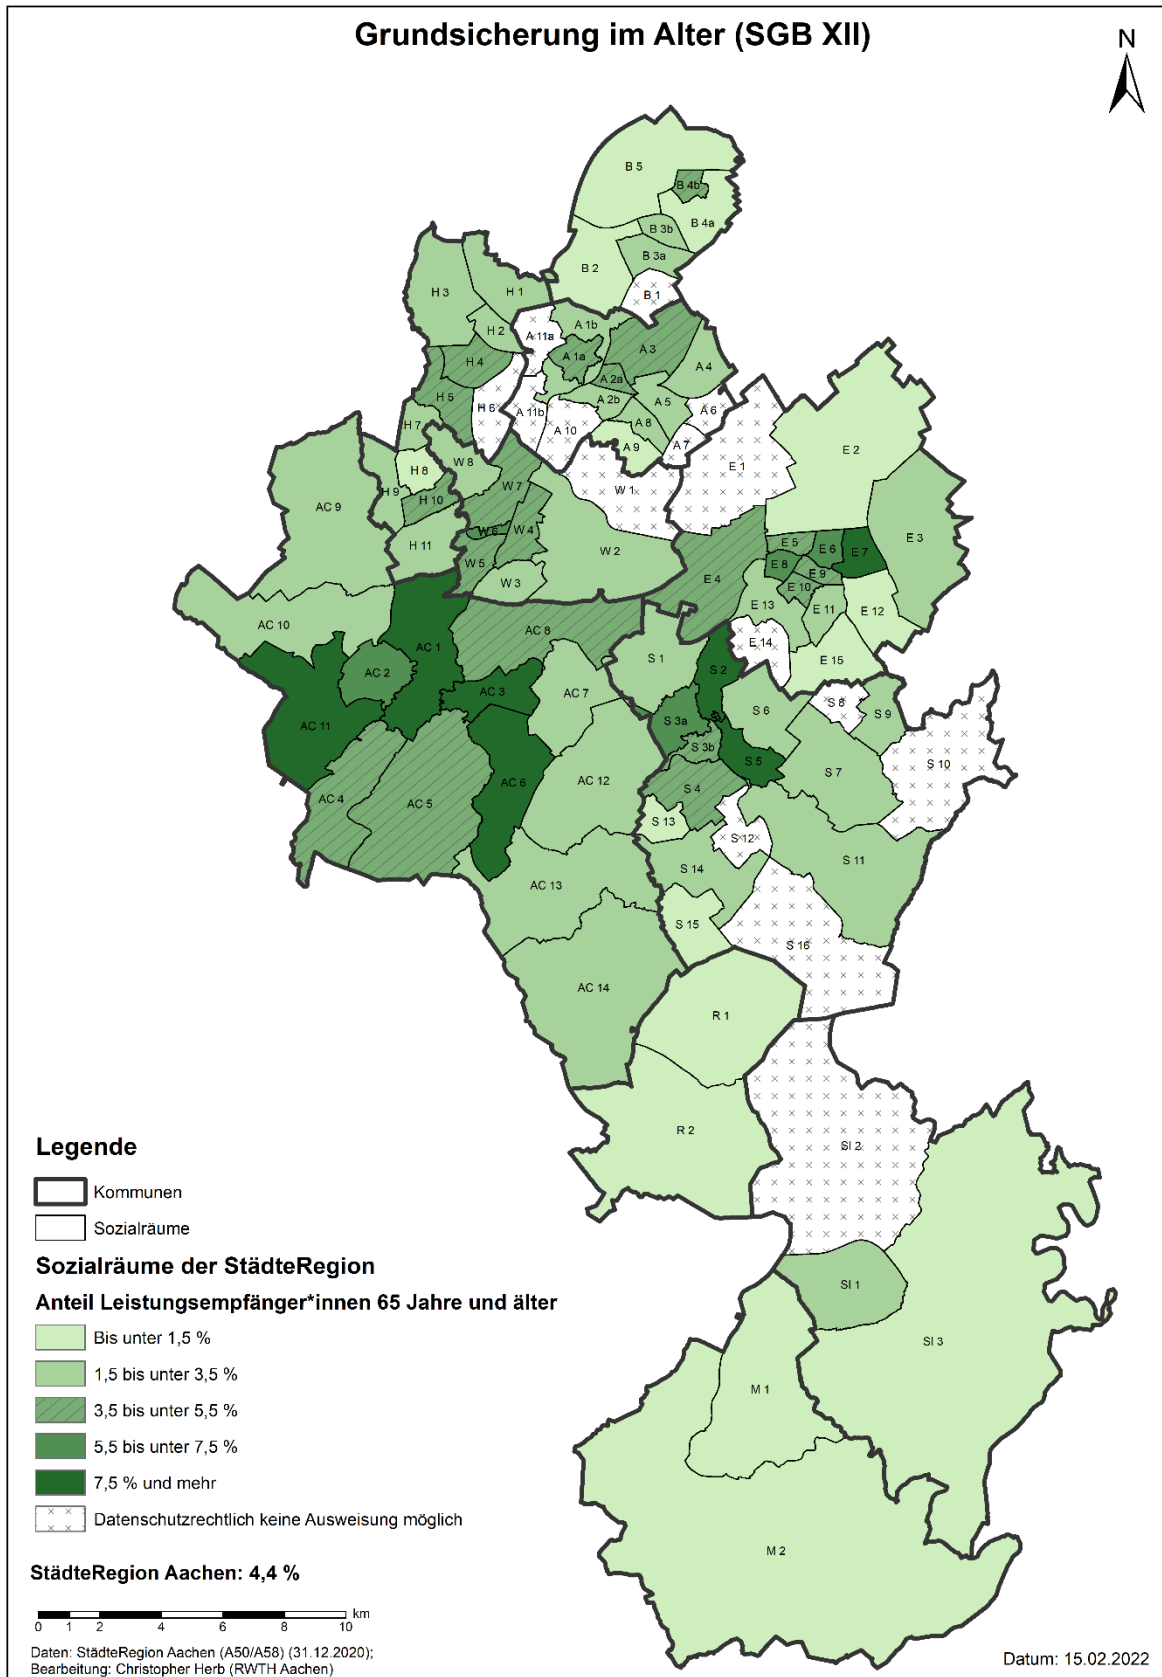 Grundsicherung im Alter (SGB XII)
N
B 5
B 4b
B 4a
B 3b
B 3a
B 2
B 1
H 3
H 1
H 2
A 11a
A 1b
A 1a
A 3
A 4
H 4
A 2a
H 5
H 6
A 11b
A 2b
A 5
A 6
E 2
H 7
A 10
A 8
A 7
A 9
W 8
H 8
E 1
W 7
W 1
H 9
H 10
AC 9
E 3
W 6
W 4
H 11
W 2
W 5
W 3
E 5
E 6
E 7
E 8
E 9
E 4
E 10
E 13
E 11
E 12
AC 10
AC 8
E 14
AC 1
S 1
E 15
AC 2
S 2
AC 3
AC 7
S 8
S 6
S 9
AC 11
S 3a
S 3b
S 5
S 7
S 10
AC 6
AC 12
S 4
AC 4
AC 5
S 13
S 12
S 11
S 14
AC 13
S 15
S 16
AC 14
R 1
R 2
SI 2
SI 1
SI 3
M 1
M 2
Legende
Kommunen
Sozialräume
Sozialräume der StädteRegion
Anteil Leistungsempfänger*innen 65 Jahre und älter
Bis unter 1,5 %
1,5 bis unter 3,5 %
3,5 bis unter 5,5 %
5,5 bis unter 7,5 %
7,5 % und mehr
Datenschutzrechtlich keine Ausweisung möglich
StädteRegion Aachen: 4,4 %
km
0 1 2 4 6 8 10
Daten: StädteRegion Aachen (A50/A58) (31.12.2020);
Bearbeitung: Christopher Herb (RWTH Aachen)
Datum: 15.02.2022